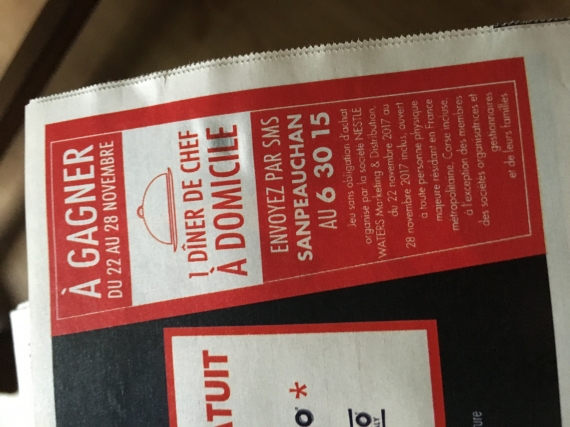 À GAGNER
DU 22 AU 28 NOVEMBRE
1 DÎNER DE CHEF
À DOMICILE
ENVOYEZ PAR SMS
SANPEAUCHAN
AU 6 30 15
Jeu sans obligation d'achat
organisé par la société NESTLE
WATERS Marketing & Distribution,
du 22 novembre 2017 au
28 novembre 2017 inclus, ouvert
à toute personne physique
majeure résidant en France
métropolitaine, Corse incluse,
à l'exception des membres
des sociétés organisatrices et
gestionnaires
et de leurs familles
ATUIT
O*
O
ure